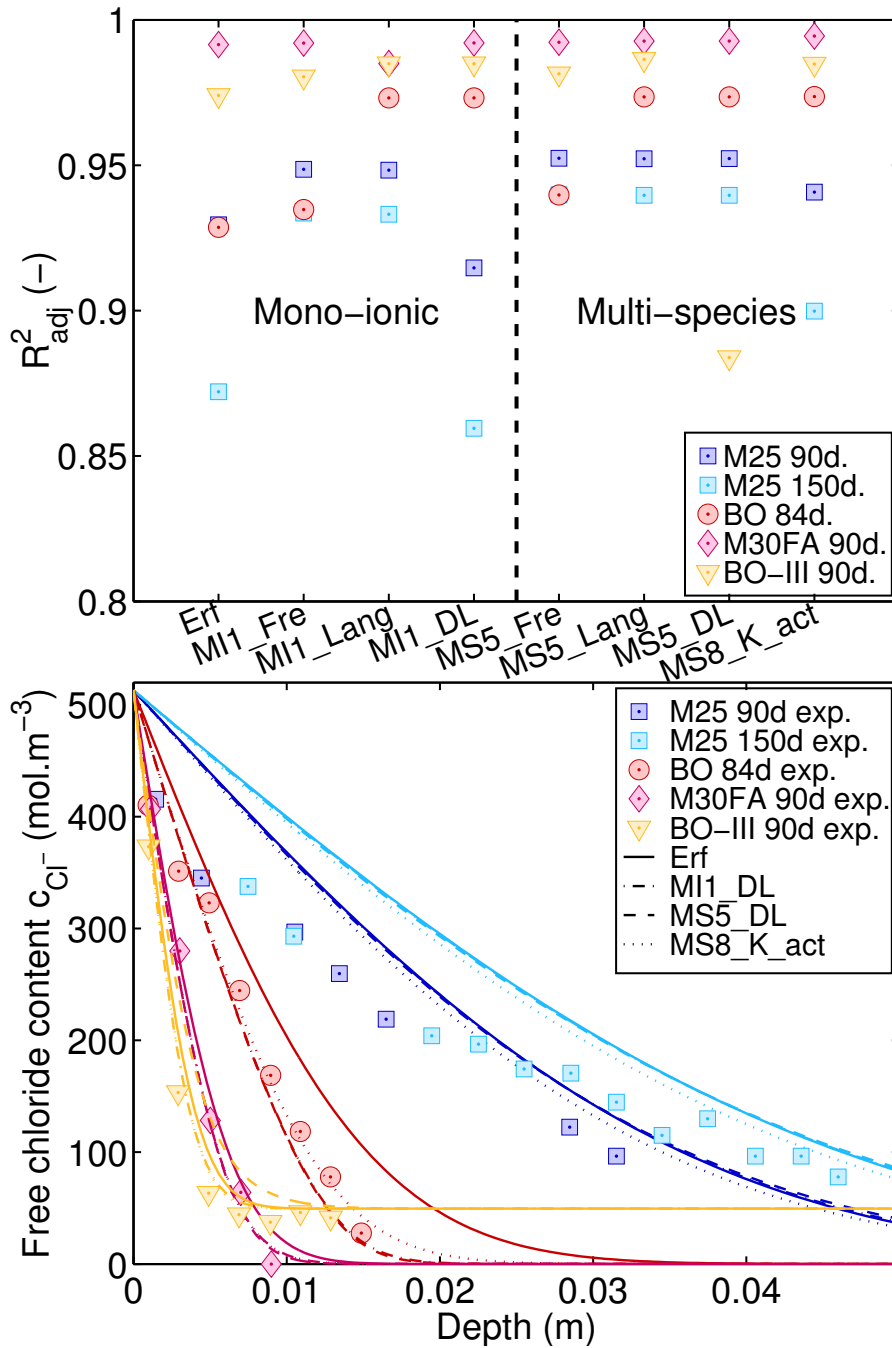 1
0.95
0.9
0.85
0.8
R²adj (−)
Mono−ionic
Multi−species
M25 90d.
M25 150d.
BO 84d.
M30FA 90d.
BO−III 90d.
Erf
MI1_Fre
MI1_Lang
MI1_DL
MS5_Fre
MS5_Lang
MS5_DL
MS8_K_act
500
400
300
200
100
0
Free chloride content cCl− (mol.m−3)
M25 90d exp.
M25 150d exp.
BO 84d exp.
M30FA 90d exp.
BO−III 90d exp.
Erf
MI1_DL
MS5_DL
MS8_K_act
0
0.01
0.02
0.03
0.04
Depth (m)